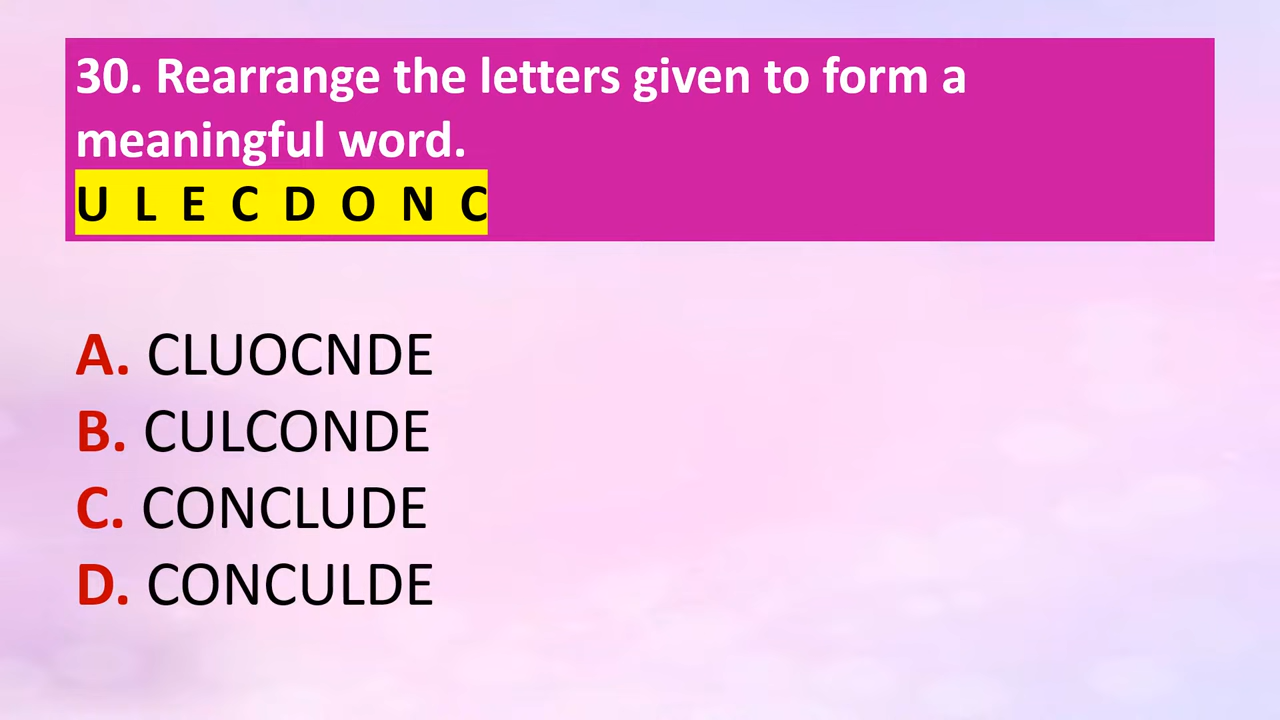 30. Rearrange the letters given to form a
meaningful word.
U L E C D O N C
A. CLUOCNDE
B. CULCONDE
C. CONCLUDE
D. CONCULDE